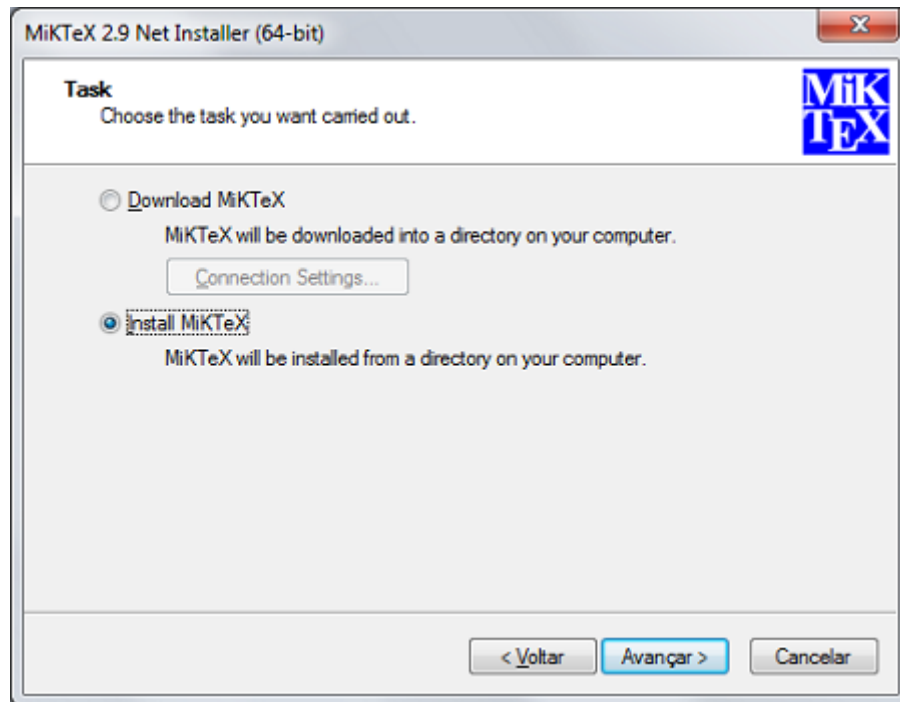 MiKTeX 2.9 Net Installer (64-bit)
Task
Choose the task you want carried out.
MiK
TEX
Download MiKTeX
MiKTeX will be downloaded into a directory on your computer.
Connection Settings...
Install MiKTeX
MiKTeX will be installed from a directory on your computer.
< Voltar
Avançar >
Cancelar